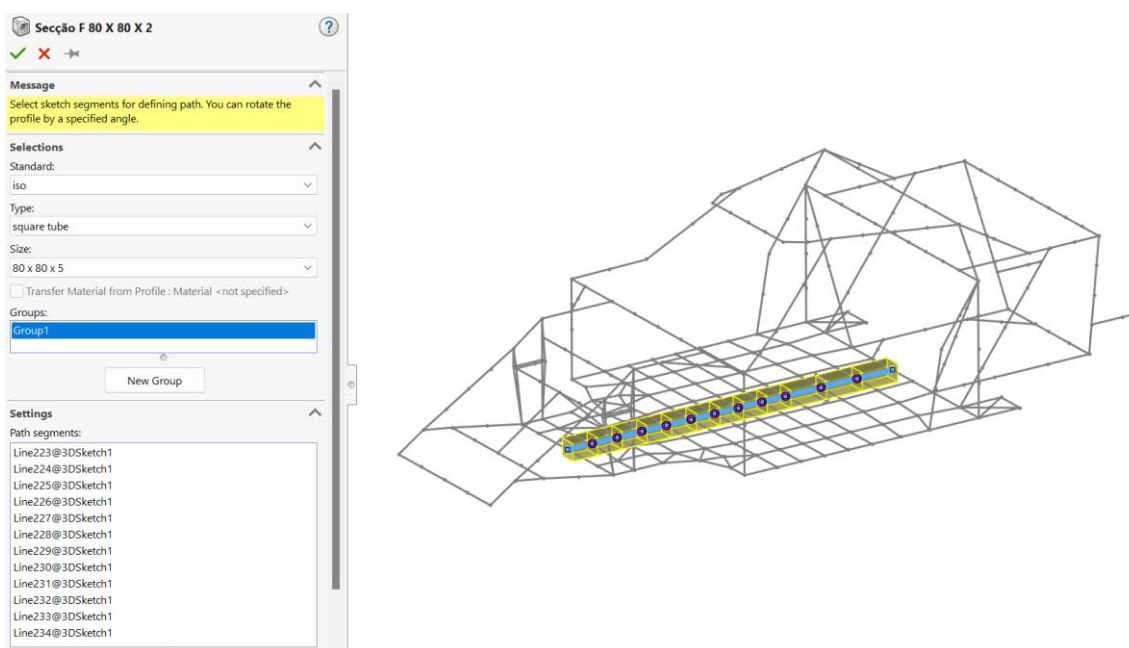 Secção F 80 X 80 X 2
?
Message
Select sketch segments for defining path. You can rotate the
profile by a specified angle.
Selections
Standard:
iso
Type:
square tube
Size:
80 x 80 x 5
Transfer Material from Profile : Material <not specified>
Groups:
Group1
New Group
Settings
Path segments:
Line223@3DSketch1
Line224@3DSketch1
Line225@3DSketch1
Line226@3DSketch1
Line227@3DSketch1
Line228@3DSketch1
Line229@3DSketch1
Line230@3DSketch1
Line231@3DSketch1
Line232@3DSketch1
Line233@3DSketch1
Line234@3DSketch1